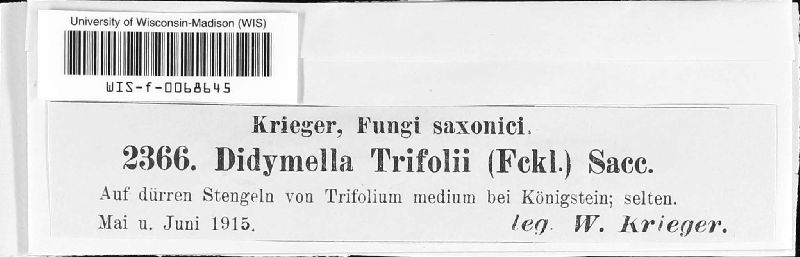 University of Wisconsin-Madison (WIS)
WIS-f-0068645
Krieger, Fungi saxonici.
2366. Didymella Trifolii (Fckl.) Sacc.
Auf dürren Stengeln von Trifolium medium bei Königstein; selten.
Mai u. Juni 1915. leg. W. Krieger.